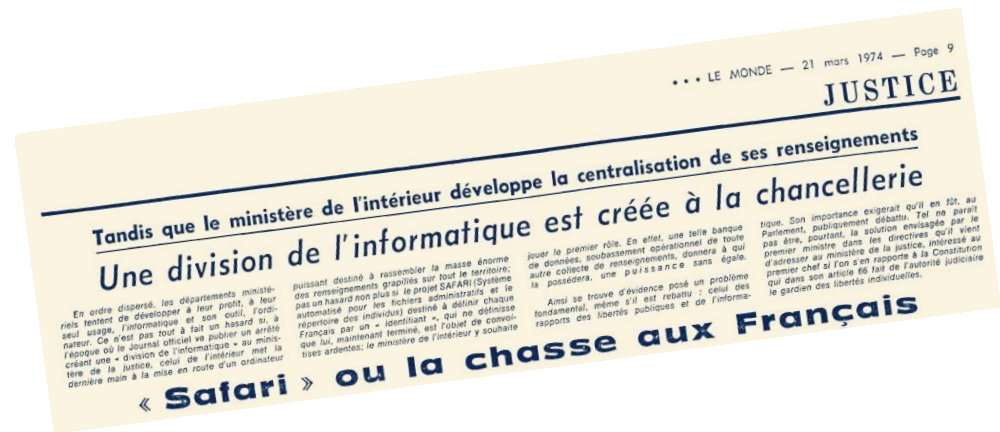 • • • LE MONDE — 21 mars 1974 — Page 9
JUSTICE
Tandis que le ministère de l'intérieur développe la centralisation de ses renseignements
Une division de l'informatique est créée à la chancellerie
En ordre dispersé, les départements ministé-
riels tentent de développer à leur profit, à leur
seul usage, l'informatique et son outil, l'ordi-
nateur. Ce n'est pas tout à fait un hasard si, à
l'époque où le Journal officiel va publier un arrêté
créant une « division de l'informatique » au minis-
tère de la justice, celui de l'intérieur met la
dernière main à la mise en route d'un ordinateur
puissant destiné à rassembler la masse énorme
des renseignements grapillés sur tout le territoire;
pas un hasard non plus si le projet SAFARI (Système
automatisé pour les fichiers administratifs et le
répertoire des individus) destiné à définir chaque
Français par un « identifiant », qui ne définisse
que lui, maintenant terminé, est l'objet de convoi-
tises ardentes; le ministère de l'intérieur y souhaite
jouer le premier rôle. En effet, une telle banque
de données, soubassement opérationnel de toute
autre collecte de renseignements, donnera à qui
la possédera, une puissance sans égale.
Ainsi se trouve d'évidence posé un problème
fondamental, même s'il est rebattu : celui des
rapports des libertés publiques et de l'informa-
tique. Son importance exigerait qu'il en fût, au
Parlement, publiquement débattu. Tel ne paraît
pas être, pourtant, la solution envisagée par le
premier ministre dans les directives qu'il vient
d'adresser au ministère de la justice, intéressé au
premier chef si l'on s'en rapporte à la Constitution
qui dans son article 66 fait de l'autorité judiciaire
le gardien des libertés individuelles.
« Safari » ou la chasse aux Français